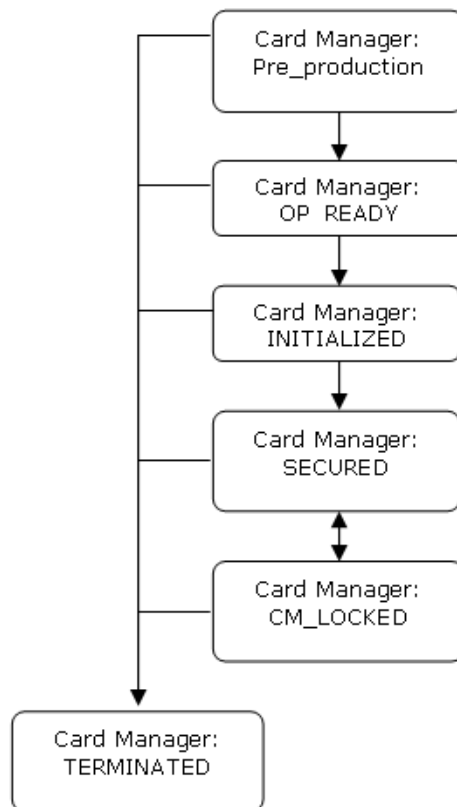 Card Manager:
Pre_production
Card Manager:
OP READY
Card Manager:
INITIALIZED
Card Manager:
SECURED
Card Manager:
CM_LOCKED
Card Manager:
TERMINATED